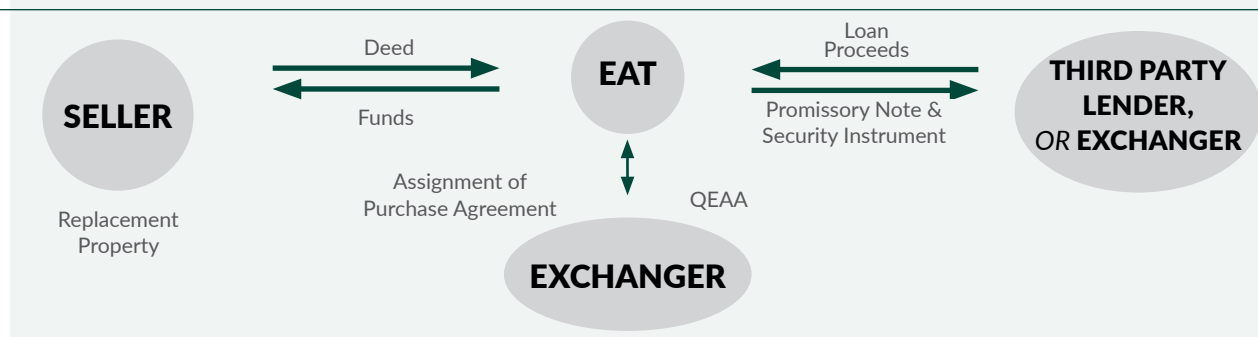 SELLER
Replacement
Property
Deed
Funds
EAT
Assignment of
Purchase Agreement
QEAA
EXCHANGER
Loan
Proceeds
Promissory Note &
Security Instrument
THIRD PARTY
LENDER,
OR EXCHANGER